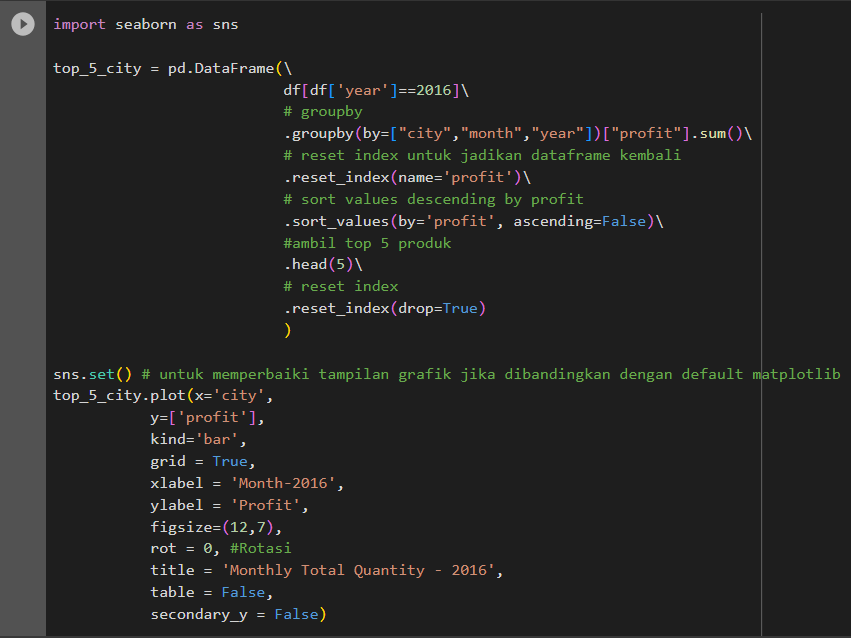 import seaborn as sns
top_5_city = pd.DataFrame(\
df[df['year']==2016]\
# groupby
.groupby(by=["city","month","year"])["profit"].sum()\
# reset index untuk jadikan dataframe kembali
.reset_index(name='profit')\
# sort values descending by profit
.sort_values(by='profit', ascending=False)\
#ambil top 5 produk
.head(5)\
# reset index
.reset_index(drop=True)
)
sns.set() # untuk memperbaiki tampilan grafik jika dibandingkan dengan default matplotlib
top_5_city.plot(x='city',
y=['profit'],
kind='bar',
grid = True,
xlabel = 'Month-2016',
ylabel = 'Profit',
figsize=(12,7),
rot = 0, #Rotasi
title = 'Monthly Total Quantity - 2016',
table = False,
secondary_y = False)